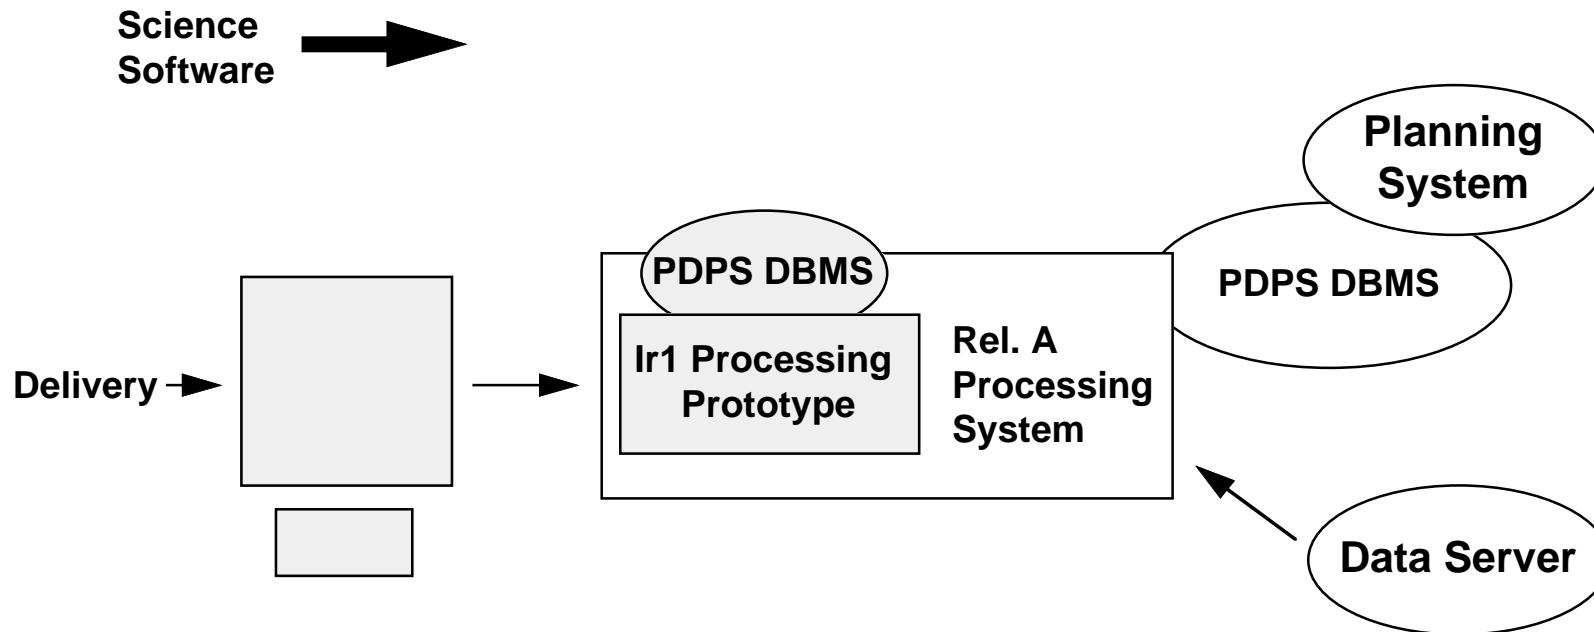 Science
Software
Planning
System
PDPS DBMS
PDPS DBMS
Ir1 Processing
Prototype
Rel. A
Processing
System
Delivery
Data Server